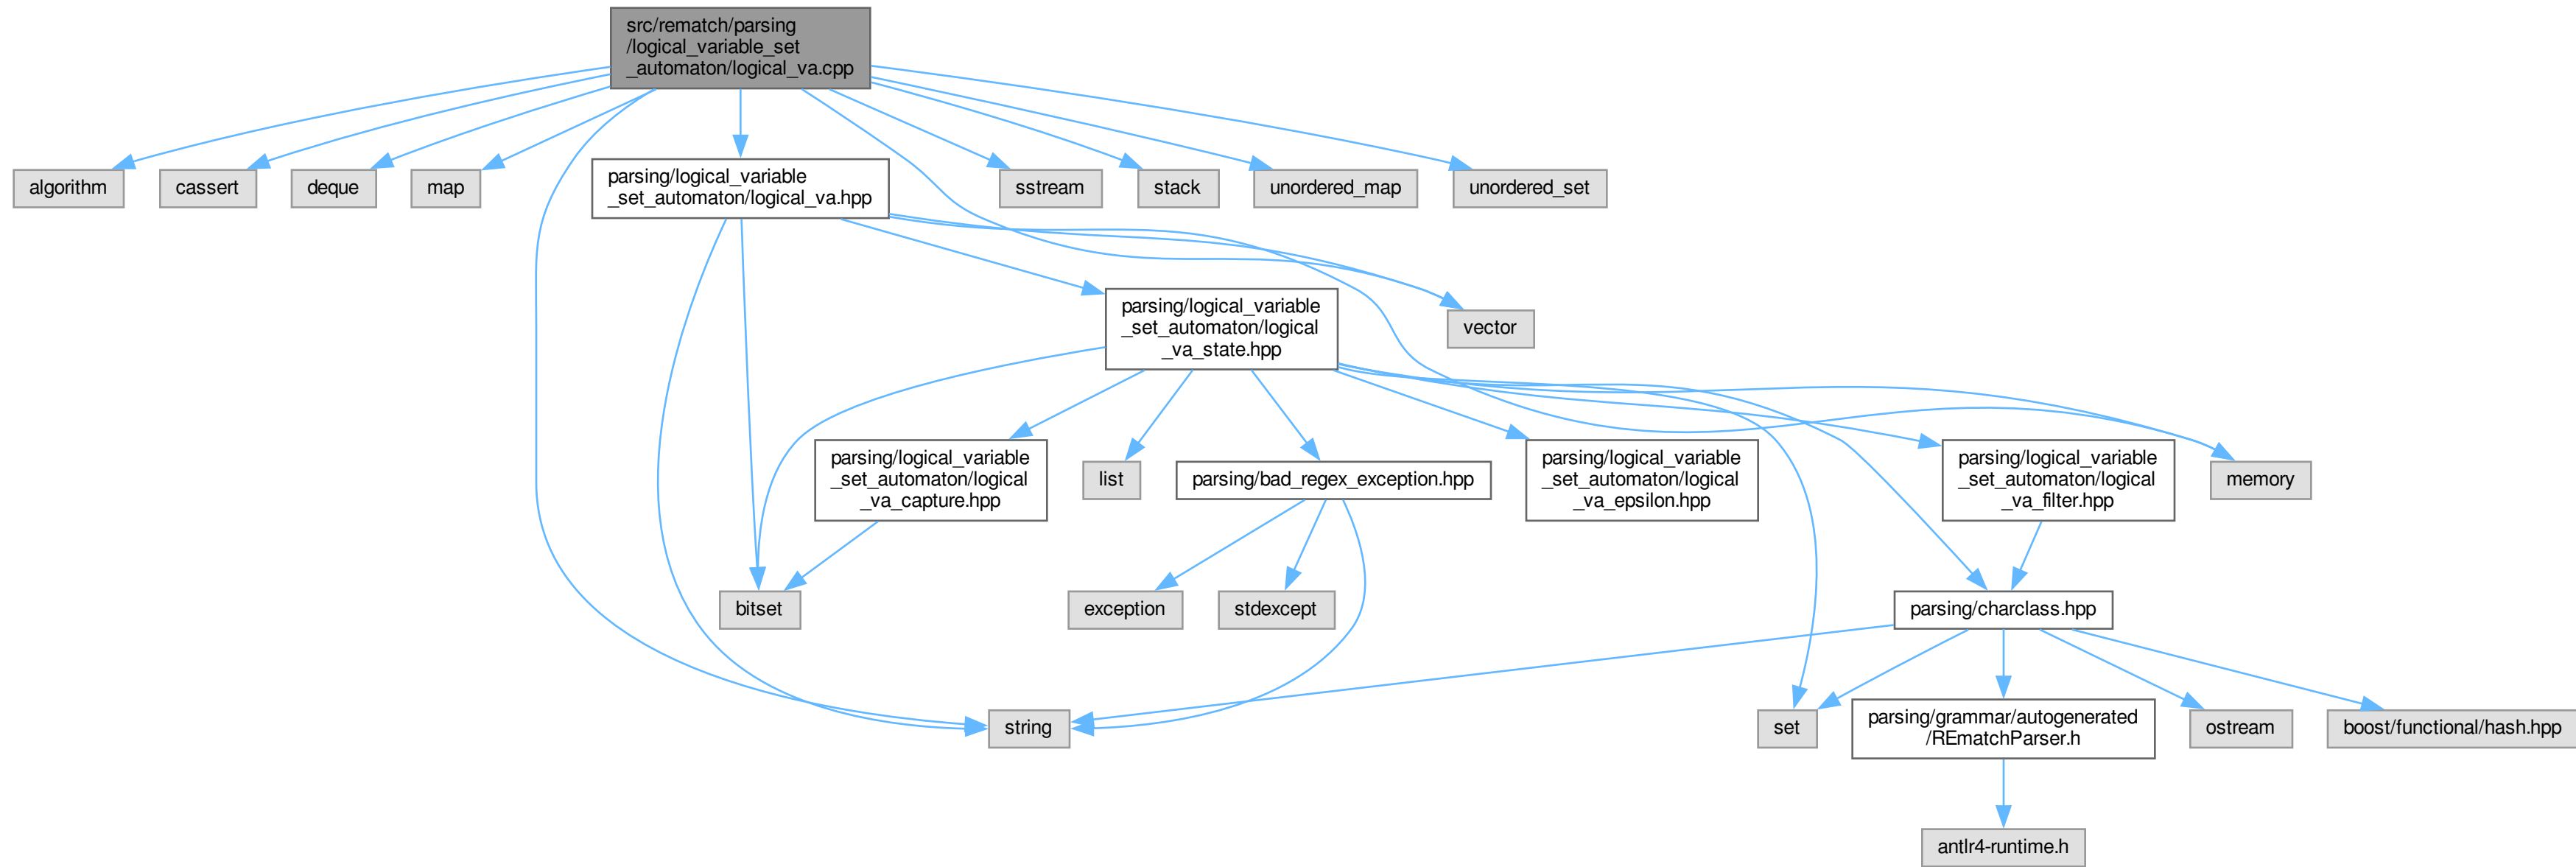 src/rematch/parsing
/logical_variable_set
_automaton/logical_va.cpp
algorithm
cassert
deque
map
parsing/logical_variable
_set_automaton/logical_va.hpp
sstream
stack
unordered_map
unordered_set
parsing/logical_variable
_set_automaton/logical
_va_state.hpp
vector
parsing/logical_variable
_set_automaton/logical
_va_capture.hpp
list
parsing/bad_regex_exception.hpp
parsing/logical_variable
_set_automaton/logical
_va_epsilon.hpp
parsing/logical_variable
_set_automaton/logical
_va_filter.hpp
memory
bitset
exception
stdexcept
parsing/charclass.hpp
string
set
parsing/grammar/autogenerated
/REmatchParser.h
ostream
boost/functional/hash.hpp
antlr4-runtime.h